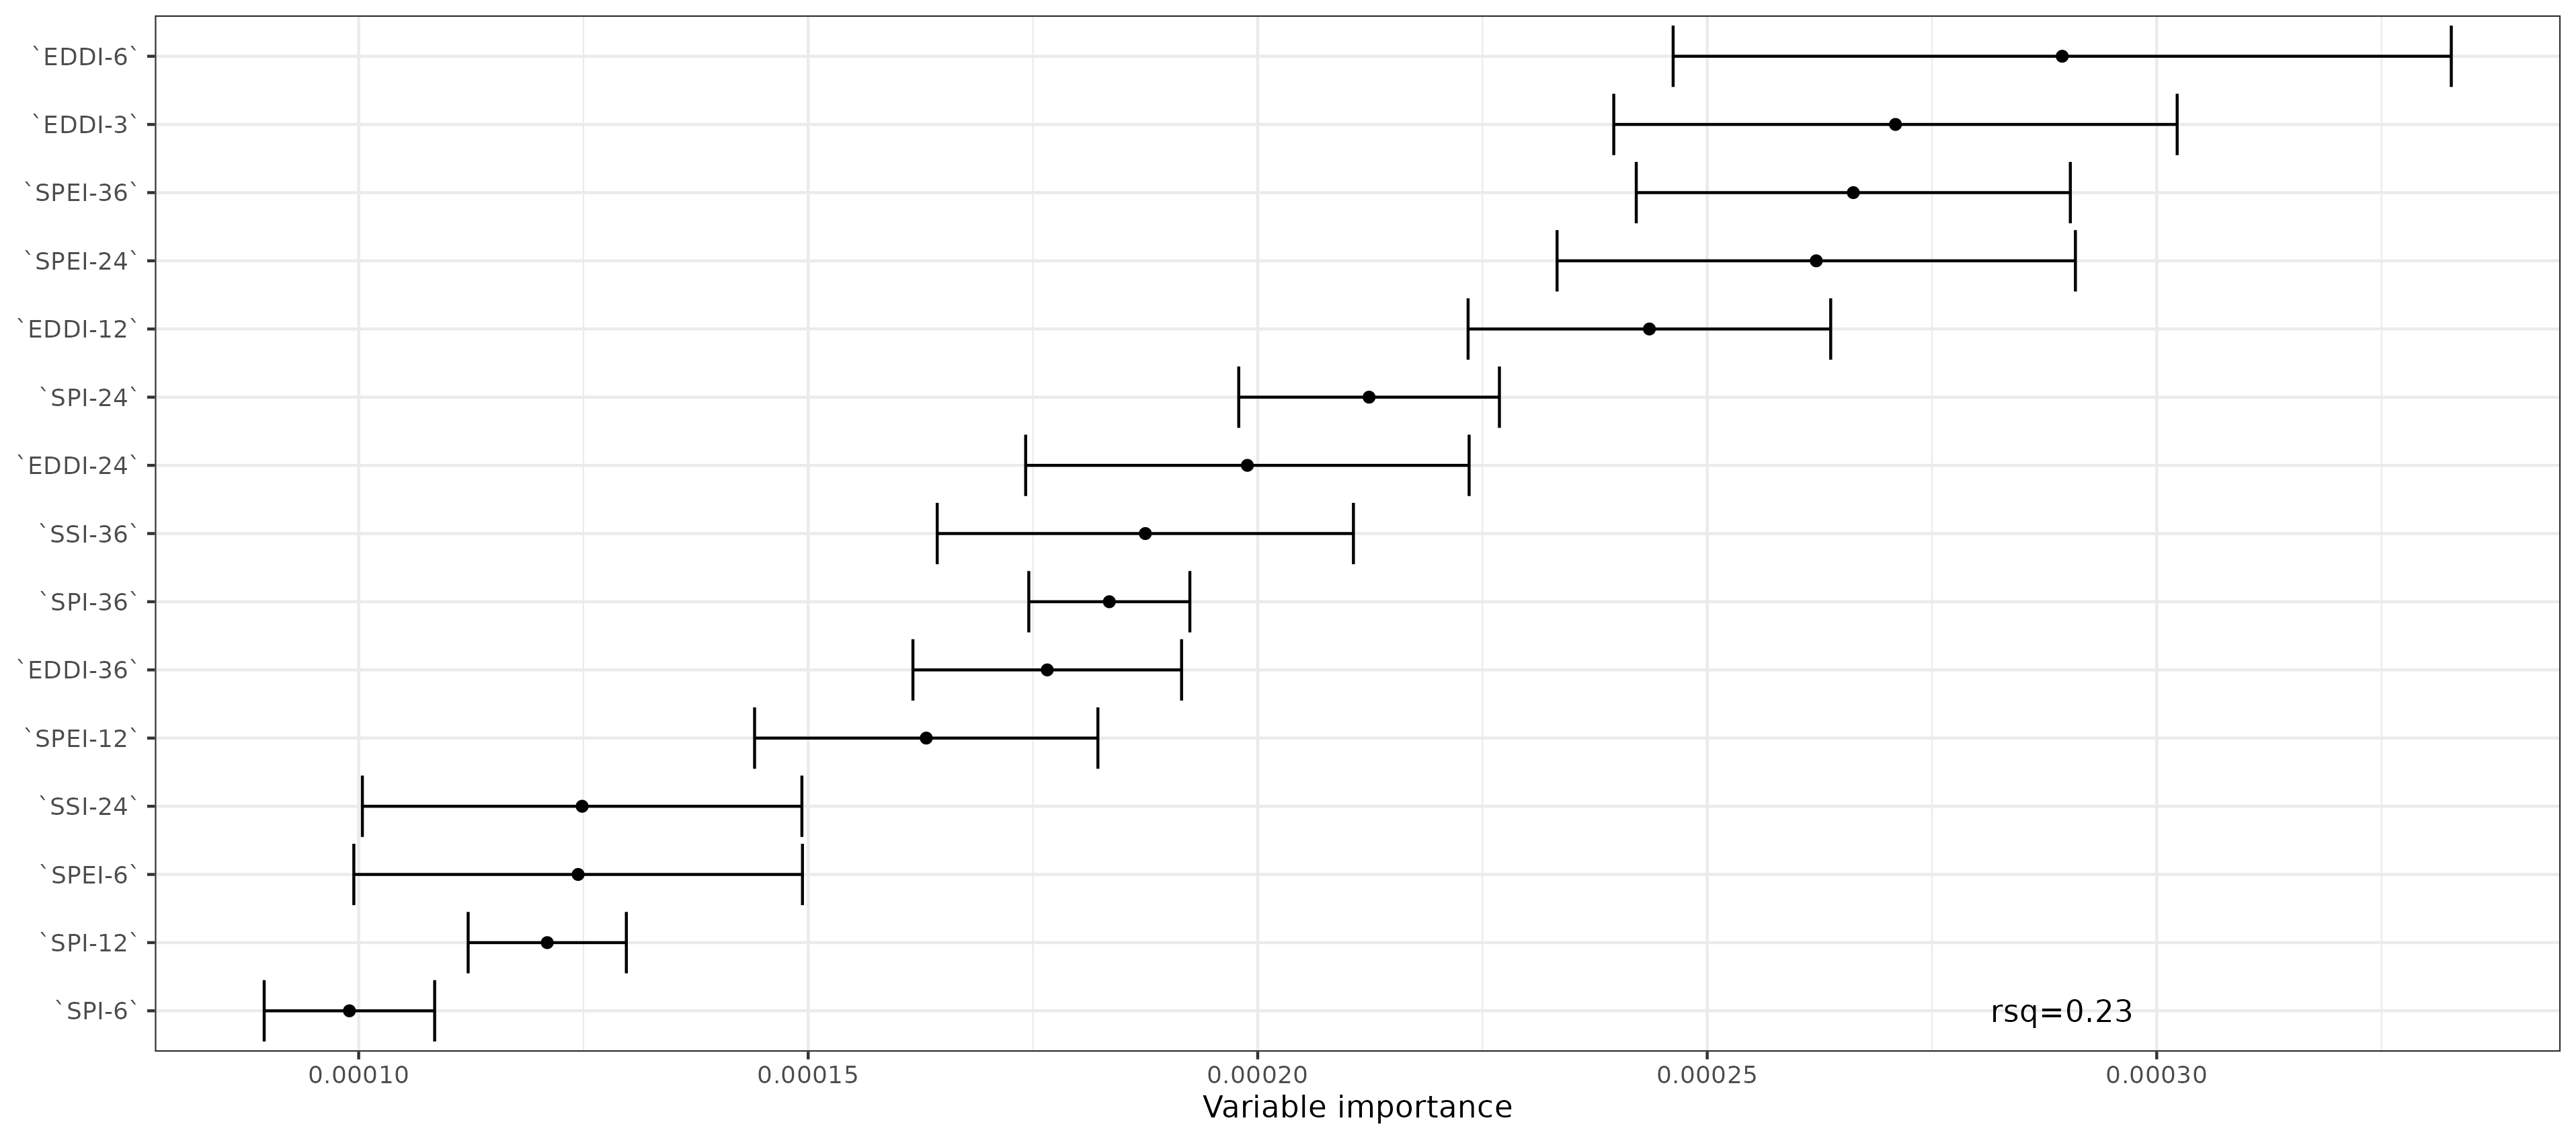 `EDDI-6`
`EDDI-3`
`SPEI-36`
`SPEI-24`
`EDDI-12`
`SPI-24`
`EDDI-24`
`SSI-36`
`SPI-36`
`EDDI-36`
`SPEI-12`
`SSI-24`
`SPEI-6`
`SPI-12`
`SPI-6`
rsq=0.23
0.00010 0.00015 0.00020 0.00025 0.00030
Variable importance